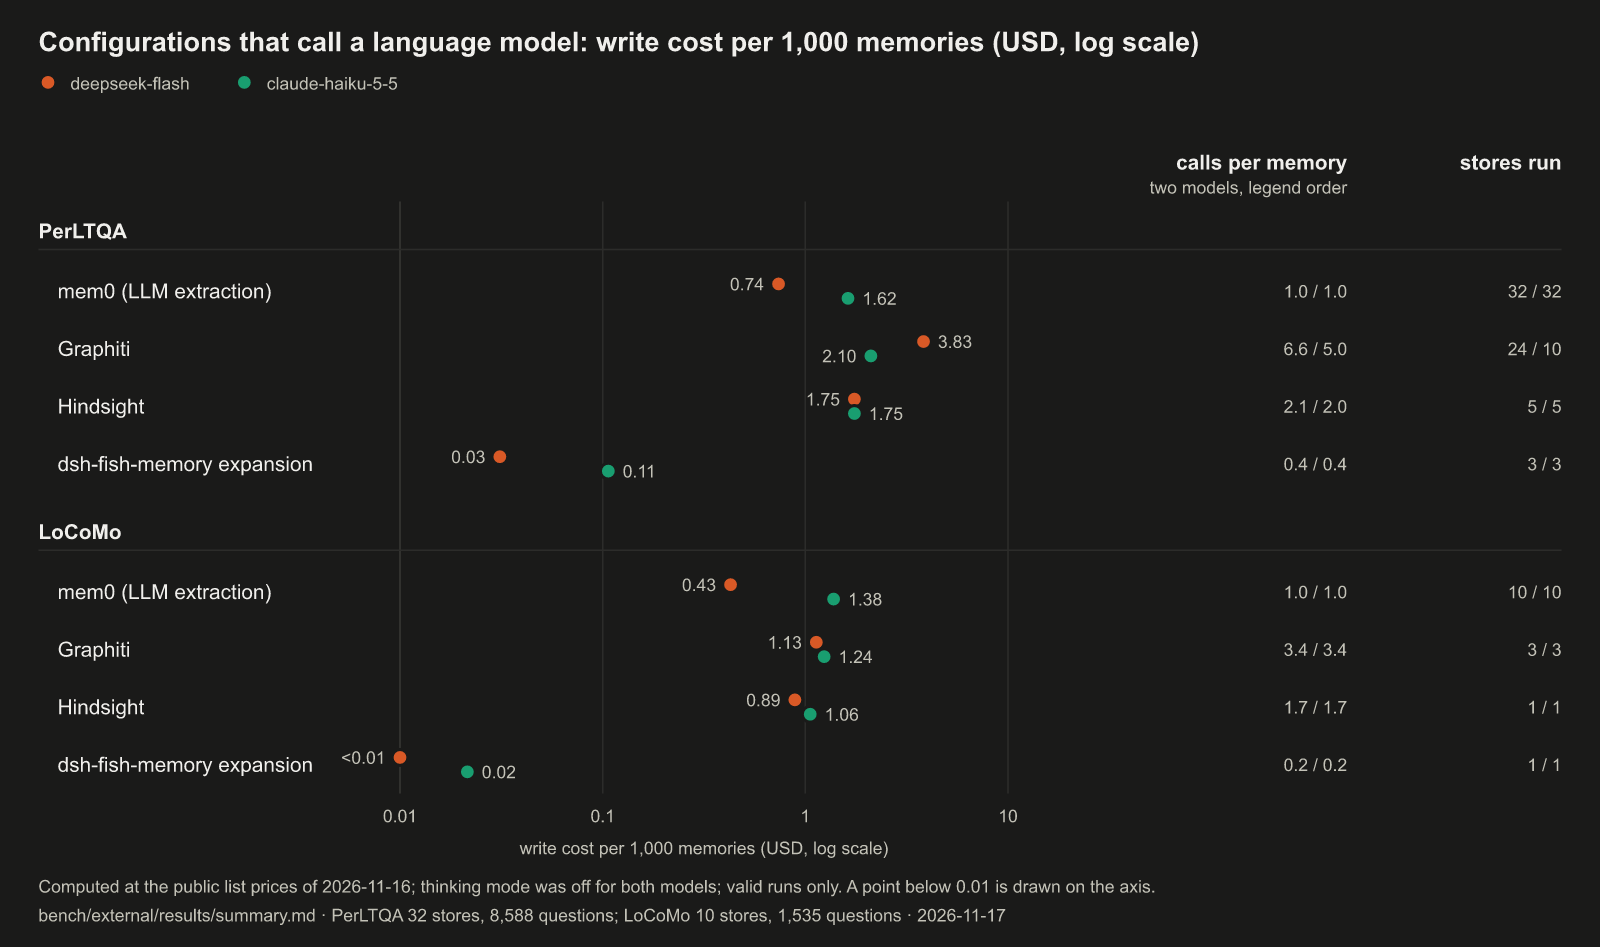 Configurations that call a language model: write cost per 1,000 memories (USD, log scale)
deepseek-flash claude-haiku-5-5
calls per memory stores run
two models, legend order
PerLTQA
mem0 (LLM extraction) 0.74 1.62 1.0 / 1.0 32 / 32
Graphiti 2.10 3.83 6.6 / 5.0 24 / 10
Hindsight 1.75 1.75 2.1 / 2.0 5 / 5
dsh-fish-memory expansion 0.03 0.11 0.4 / 0.4 3 / 3
LoCoMo
mem0 (LLM extraction) 0.43 1.38 1.0 / 1.0 10 / 10
Graphiti 1.13 1.24 3.4 / 3.4 3 / 3
Hindsight 0.89 1.06 1.7 / 1.7 1 / 1
dsh-fish-memory expansion <0.01 0.02 0.2 / 0.2 1 / 1
0.01 0.1 1 10
write cost per 1,000 memories (USD, log scale)
Computed at the public list prices of 2026-11-16; thinking mode was off for both models; valid runs only. A point below 0.01 is drawn on the axis.
bench/external/results/summary.md · PerLTQA 32 stores, 8,588 questions; LoCoMo 10 stores, 1,535 questions · 2026-11-17